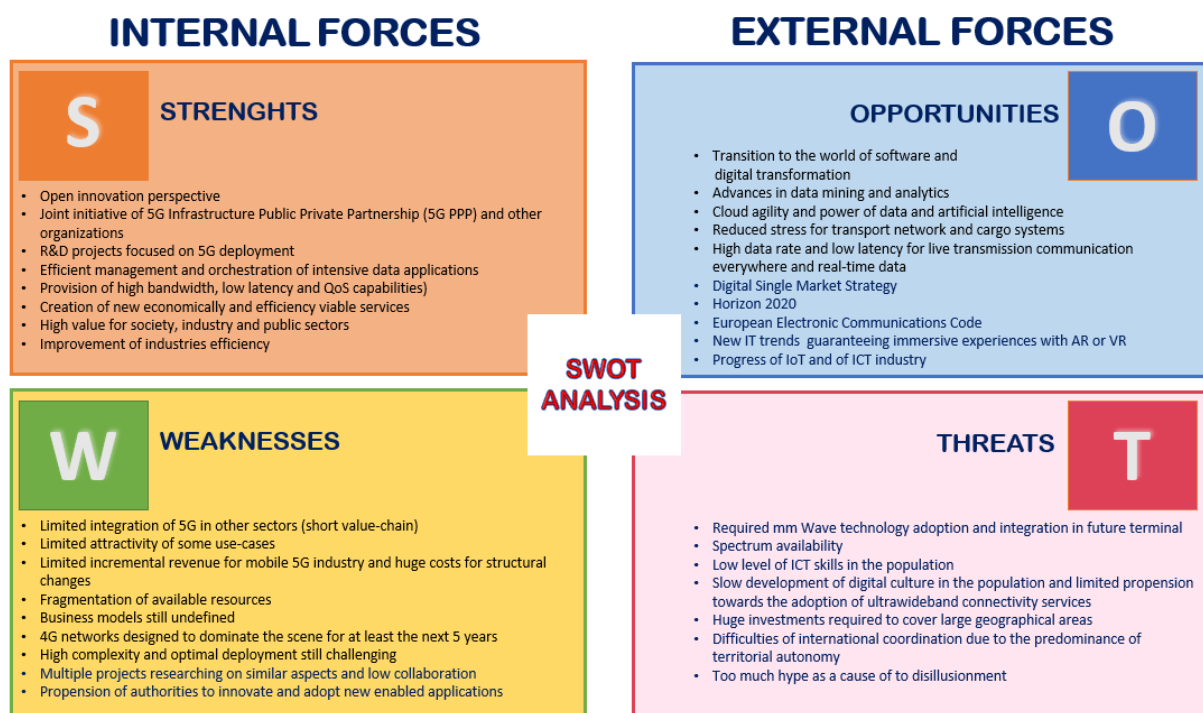 INTERNAL FORCES
S
STRENGHTS
• Open innovation perspective
• Joint initiative of 5G Infrastructure Public Private Partnership (5G PPP) and other
organizations
• R&D projects focused on 5G deployment
• Efficient management and orchestration of intensive data applications
• Provision of high bandwidth, low latency and QoS capabilities)
• Creation of new economically and efficiency viable services
• High value for society, industry and public sectors
• Improvement of industries efficiency
W
WEAKNESSES
• Limited integration of 5G in other sectors (short value-chain)
• Limited attractivity of some use-cases
• Limited incremental revenue for mobile 5G industry and huge costs for structural
changes
• Fragmentation of available resources
• Business models still undefined
• 4G networks designed to dominate the scene for at least the next 5 years
• High complexity and optimal deployment still challenging
• Multiple projects researching on similar aspects and low collaboration
• Propension of authorities to innovate and adopt new enabled applications
SWOT
ANALYSIS
EXTERNAL FORCES
OPPORTUNITIES
O
• Transition to the world of software and
digital transformation
• Advances in data mining and analytics
• Cloud agility and power of data and artificial intelligence
• Reduced stress for transport network and cargo systems
• High data rate and low latency for live transmission communication
everywhere and real-time data
• Digital Single Market Strategy
• Horizon 2020
• European Electronic Communications Code
• New IT trends guaranteeing immersive experiences with AR or VR
• Progress of IoT and of ICT industry
THREATS
T
• Required mm Wave technology adoption and integration in future terminal
• Spectrum availability
• Low level of ICT skills in the population
• Slow development of digital culture in the population and limited propension
towards the adoption of ultrawideband connectivity services
• Huge investments required to cover large geographical areas
• Difficulties of international coordination due to the predominance of
territorial autonomy
• Too much hype as a cause of to disillusionment